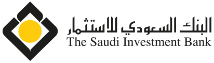 البنك السعودي للاستثمار
The Saudi Investment Bank